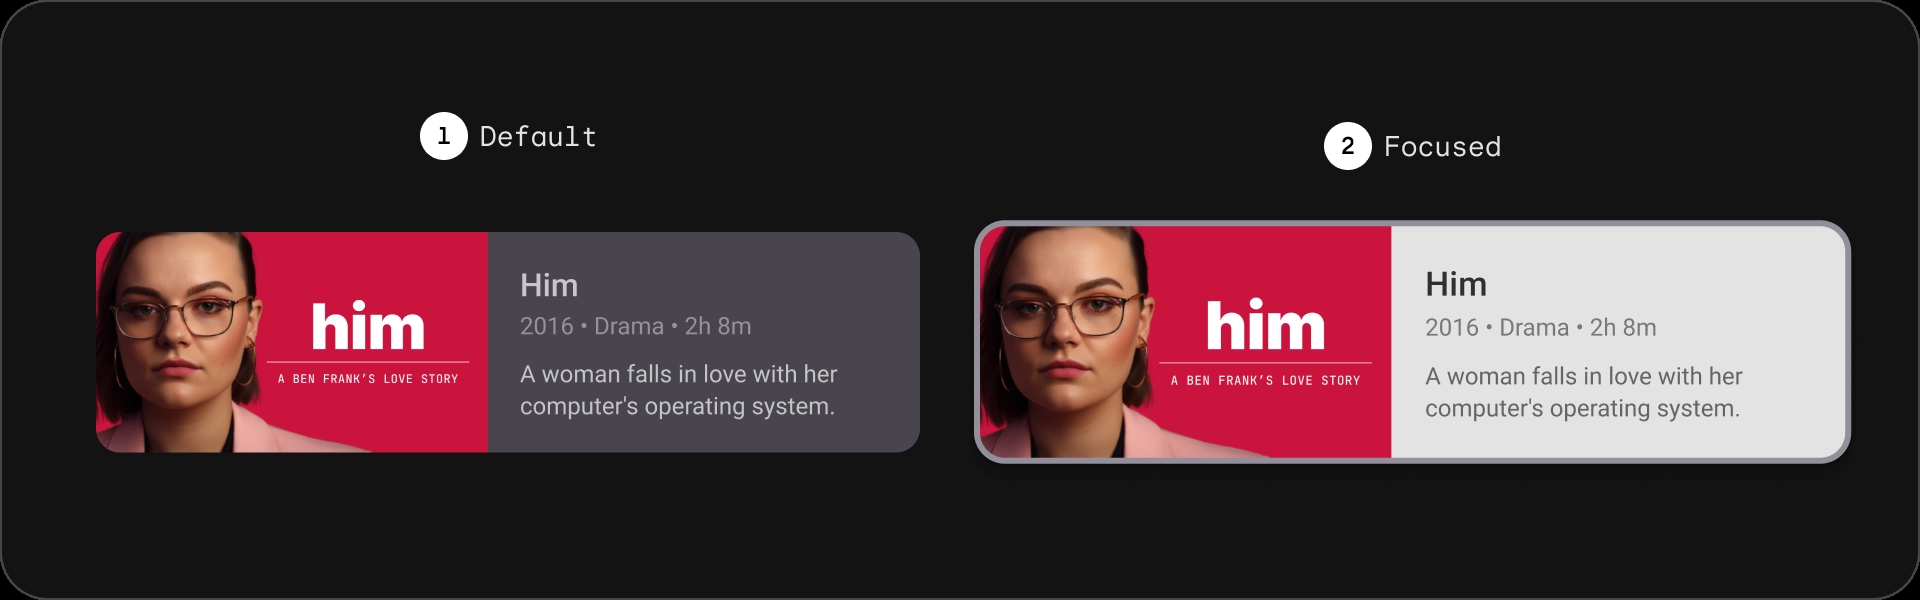 1 Default
2 Focused
him
A BEN FRANK’S LOVE STORY
Him
2016 • Drama • 2h 8m
A woman falls in love with her
computer's operating system.
him
A BEN FRANK’S LOVE STORY
Him
2016 • Drama • 2h 8m
A woman falls in love with her
computer's operating system.